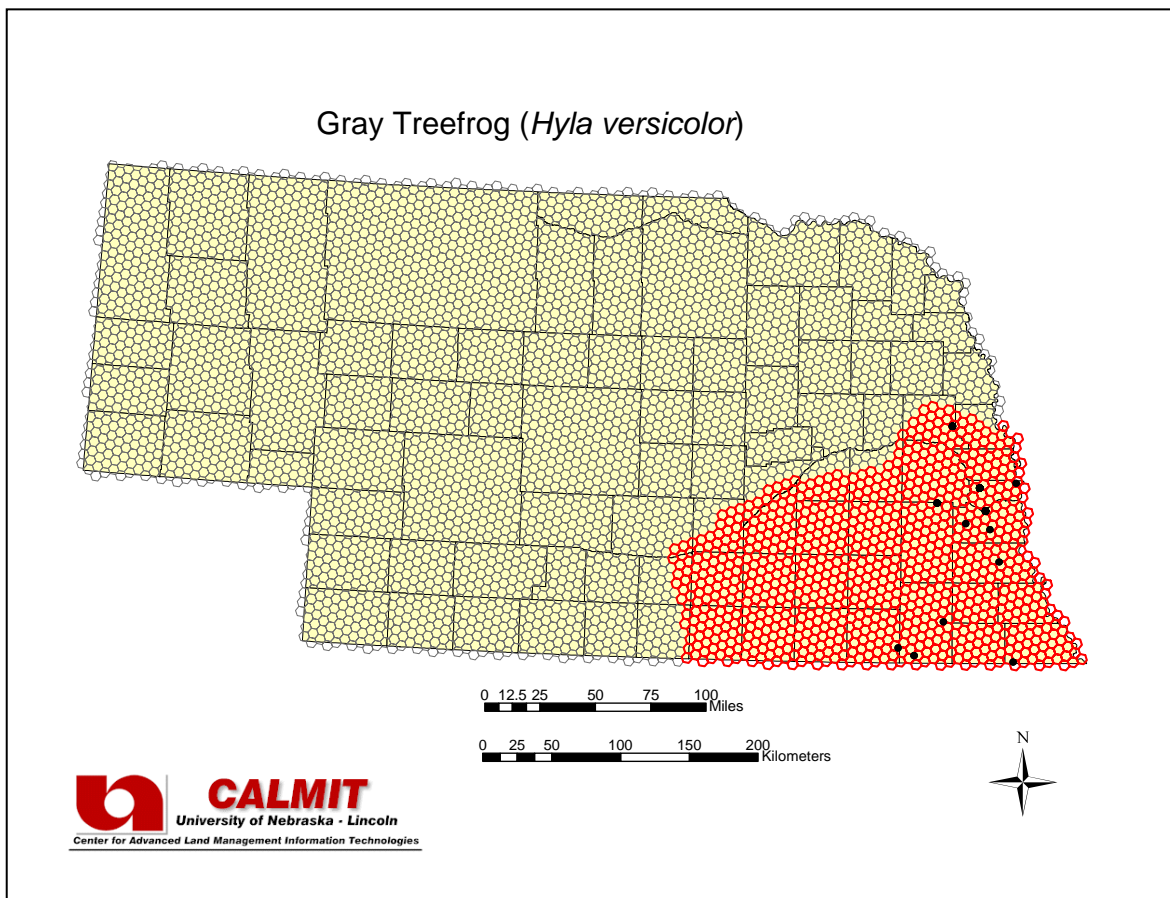 Gray Treefrog (Hyla versicolor)
0 12.5 25 50 75 100
Miles
0 25 50 100 150 200
Kilometers
N
CALMIT
University of Nebraska - Lincoln
Center for Advanced Land Management Information Technologies